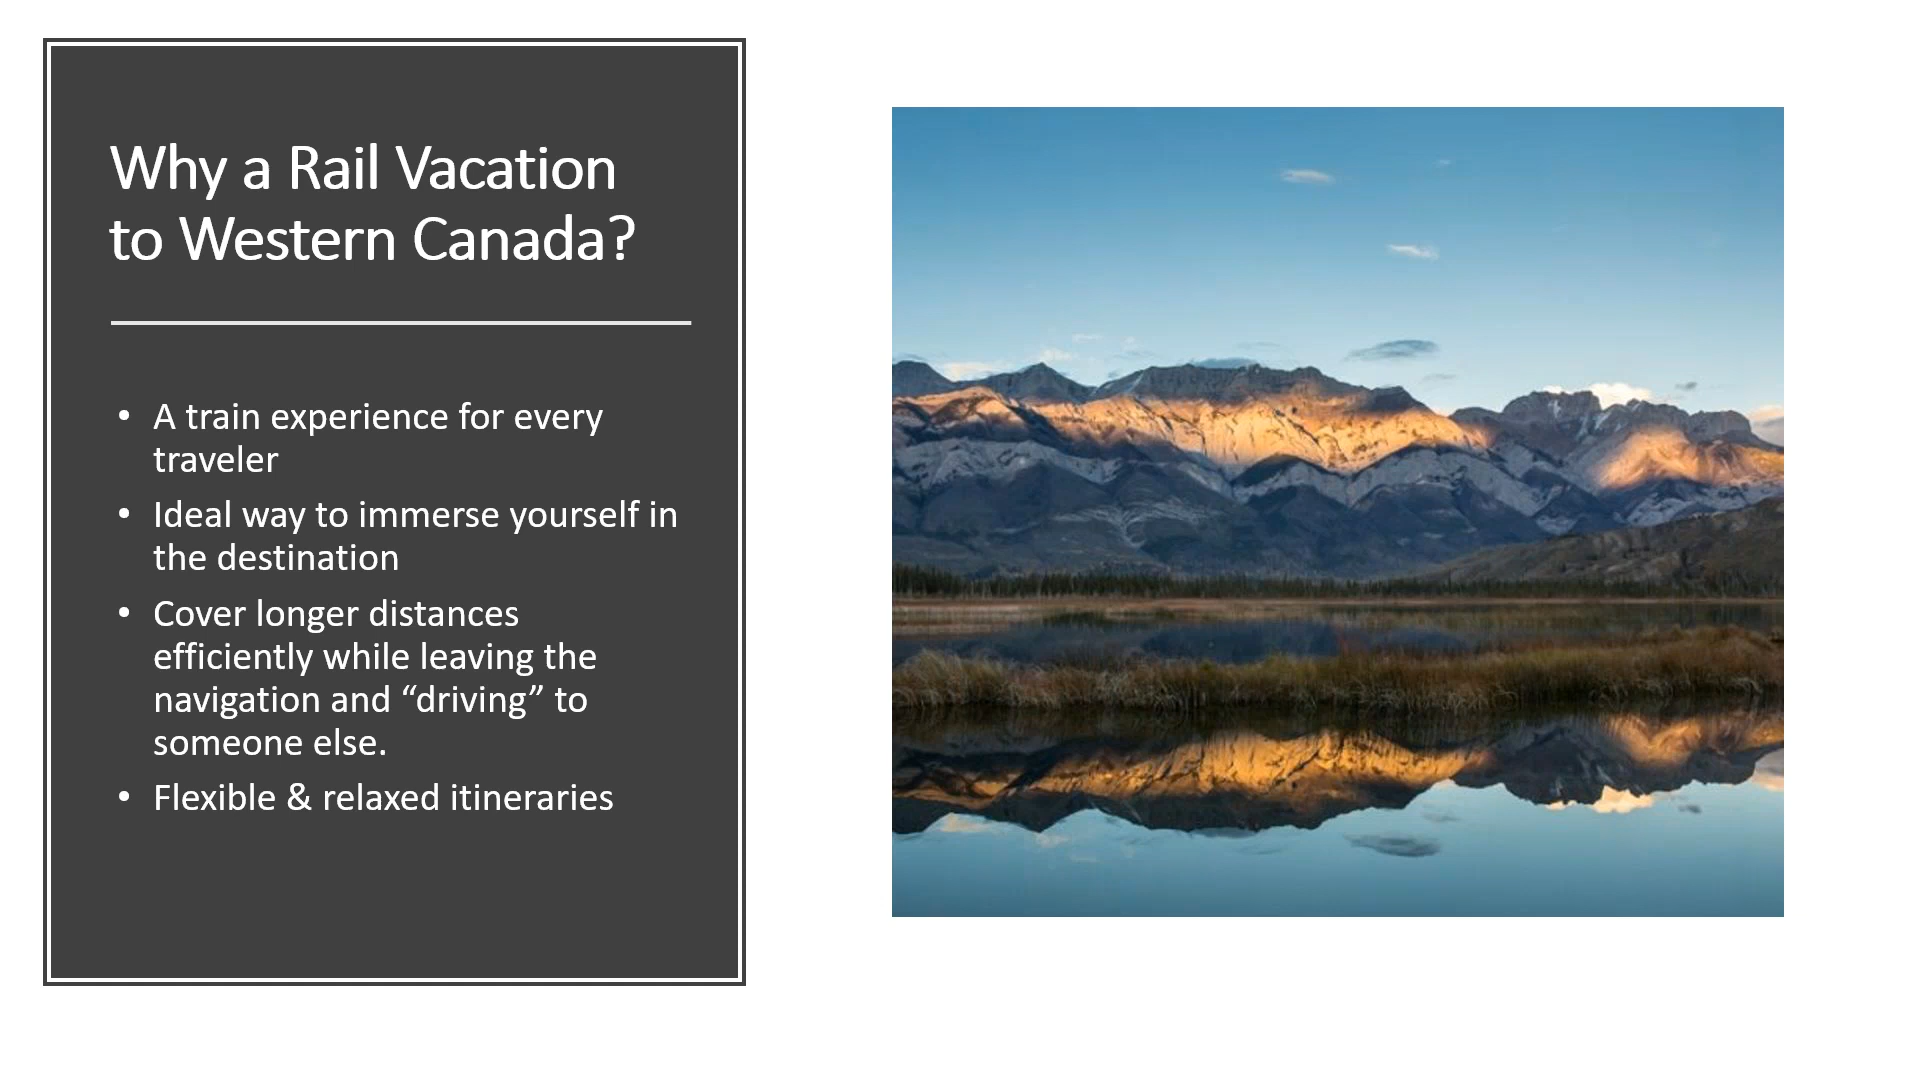 Why a Rail Vacation
to Western Canada?
• A train experience for every
traveler
• Ideal way to immerse yourself in
the destination
• Cover longer distances
efficiently while leaving the
navigation and “driving” to
someone else.
• Flexible & relaxed itineraries